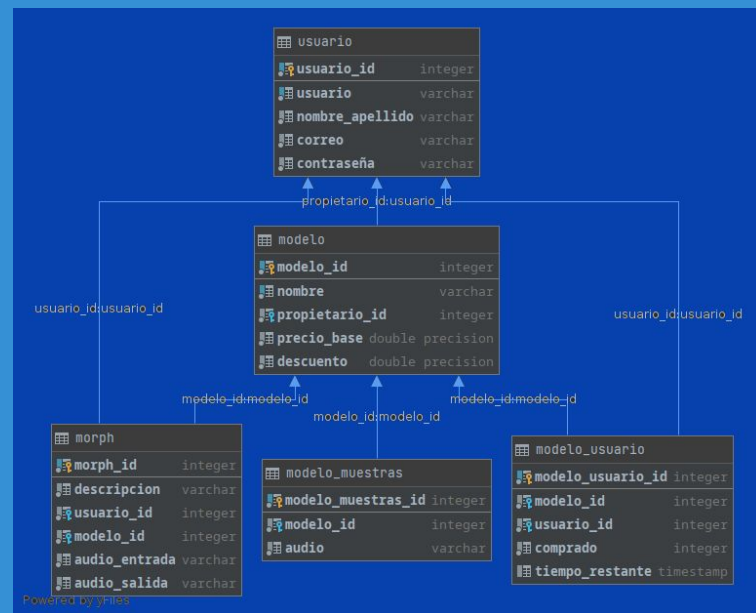 usuario
usuario_id integer
usuario varchar
nombre_apellido varchar
correo varchar
contraseña varchar
propietario_id:usuario_id
modelo
modelo_id integer
nombre varchar
propietario_id integer
precio_base double precision
descuento double precision
usuario_id:usuario_id
usuario_id:usuario_id
modelo_id:modelo_id
modelo_id:modelo_id
modelo_id:modelo_id
morph
morph_id integer
descripcion varchar
usuario_id integer
modelo_id integer
audio_entrada varchar
audio_salida varchar
modelo_muestras
modelo_muestras_id integer
modelo_id integer
audio varchar
modelo_usuario
modelo_usuario_id integer
modelo_id integer
usuario_id integer
comprado integer
tiempo_restante timestamp
Powered by yFiles